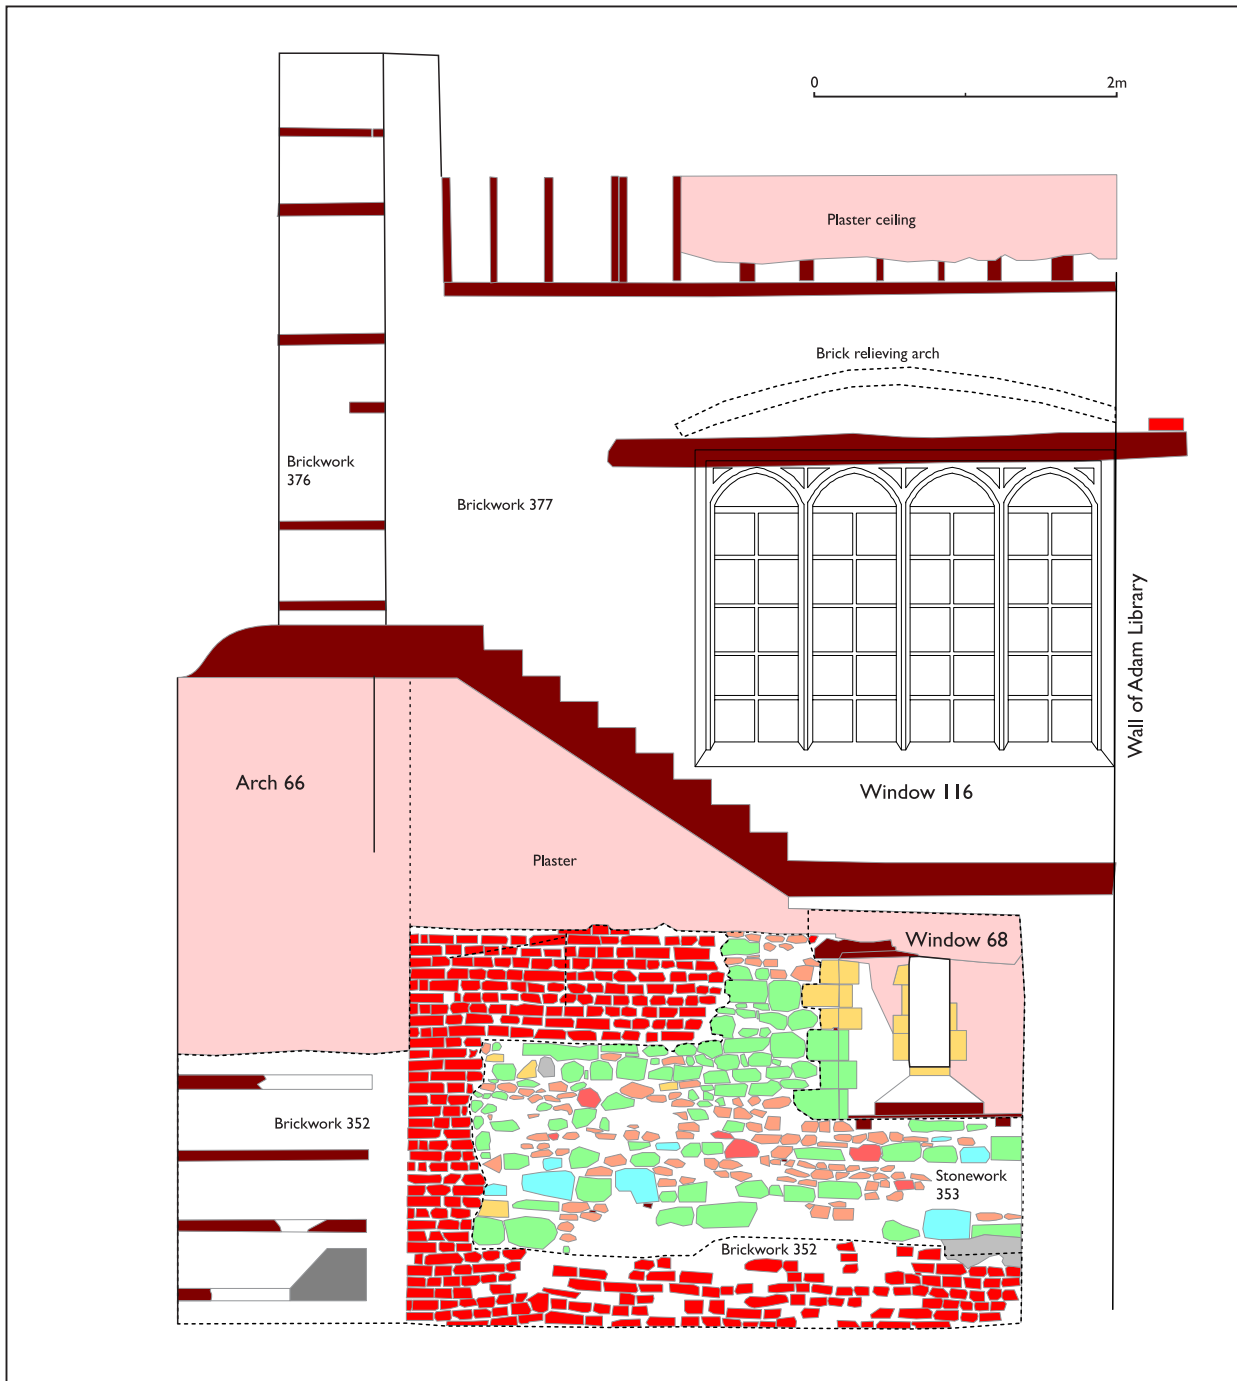 0 2m
Plaster ceiling
Brick relieving arch
Brickwork
376
Brickwork 377
Wall of Adam Library
Arch 66
Window 116
Plaster
Window 68
Brickwork 352
Stonework
353
Brickwork 352